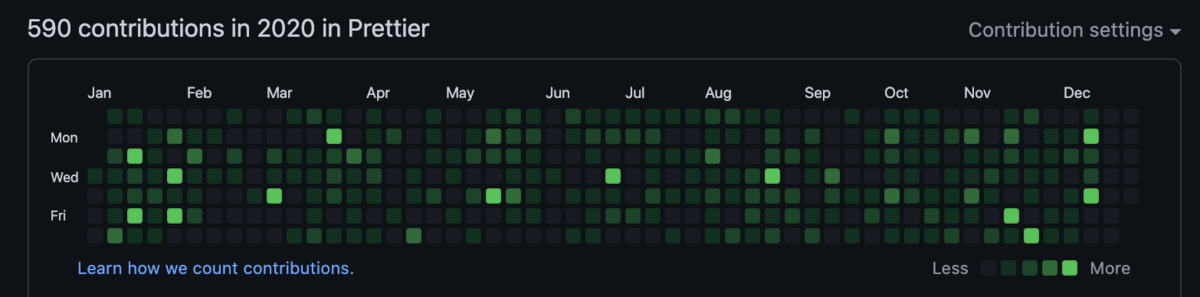 590 contributions in 2020 in Prettier
Contribution settings
Jan Feb Mar Apr May Jun Jul Aug Sep Oct Nov Dec
Mon
Wed
Fri
Learn how we count contributions.
Less More